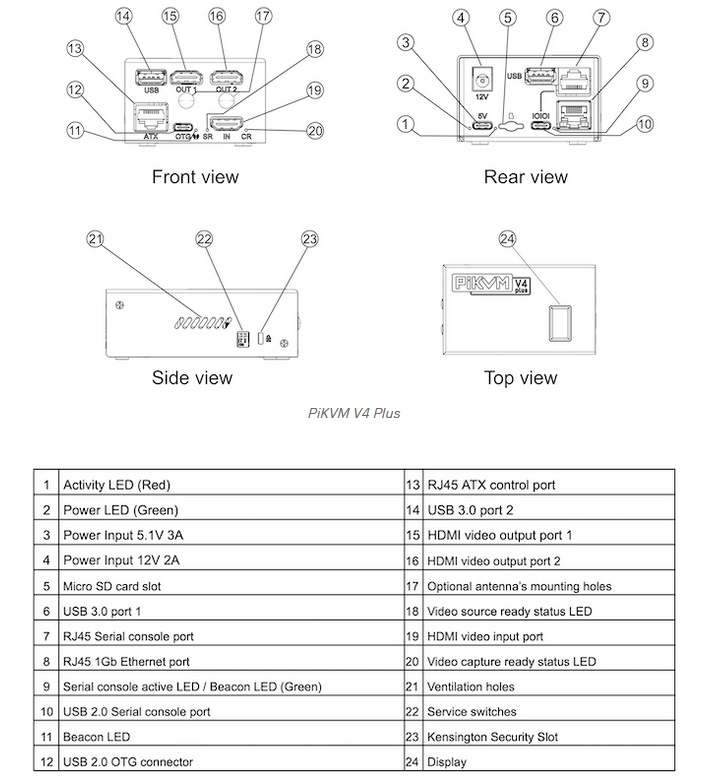 14 15 16 17
18
13
19
12
11
20
USB OUT 1 OUT 2
ATX OTG SR IN CR
Front view
4 5 6 7
3
8
2
9
1
10
USB
12V
5V
IOIOI
Rear view
21 22 23
Side view
24
PiKVM V4
plus
Top view
PiKVM V4 Plus
1 Activity LED (Red) 13 RJ45 ATX control port
2 Power LED (Green) 14 USB 3.0 port 2
3 Power Input 5.1V 3A 15 HDMI video output port 1
4 Power Input 12V 2A 16 HDMI video output port 2
5 Micro SD card slot 17 Optional antenna’s mounting holes
6 USB 3.0 port 1 18 Video source ready status LED
7 RJ45 Serial console port 19 HDMI video input port
8 RJ45 1Gb Ethernet port 20 Video capture ready status LED
9 Serial console active LED / Beacon LED (Green) 21 Ventilation holes
10 USB 2.0 Serial console port 22 Service switches
11 Beacon LED 23 Kensington Security Slot
12 USB 2.0 OTG connector 24 Display